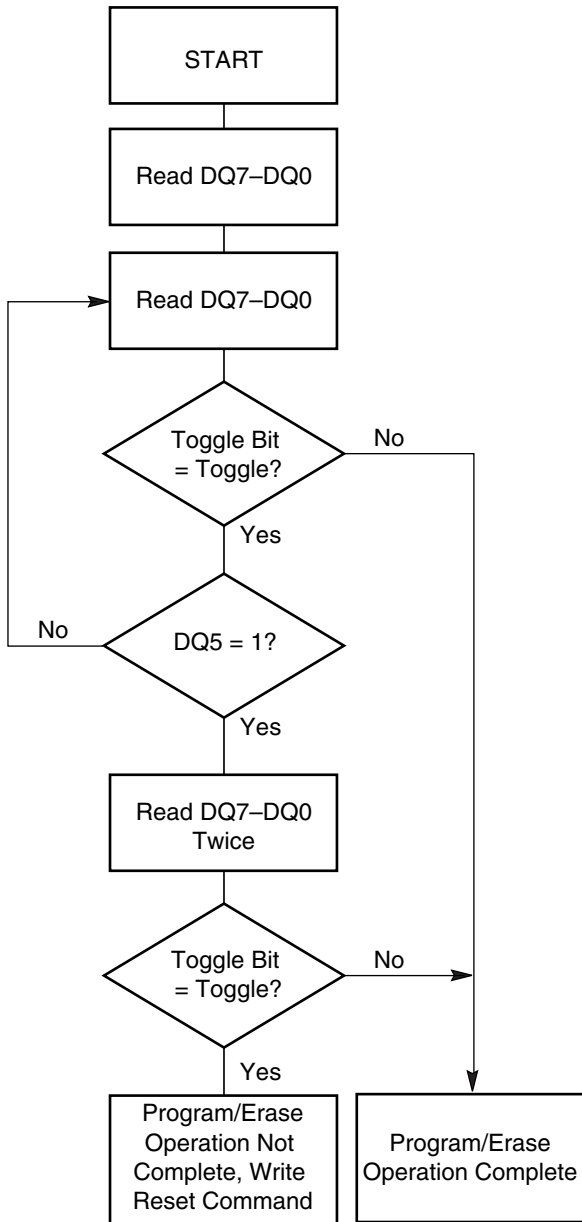 START
Read DQ7–DQ0
Read DQ7–DQ0
Toggle Bit
= Toggle?
No
Yes
No
DQ5 = 1?
Yes
Read DQ7–DQ0
Twice
Toggle Bit
= Toggle?
No
Yes
Program/Erase
Operation Not
Complete, Write
Reset Command
Program/Erase
Operation Complete